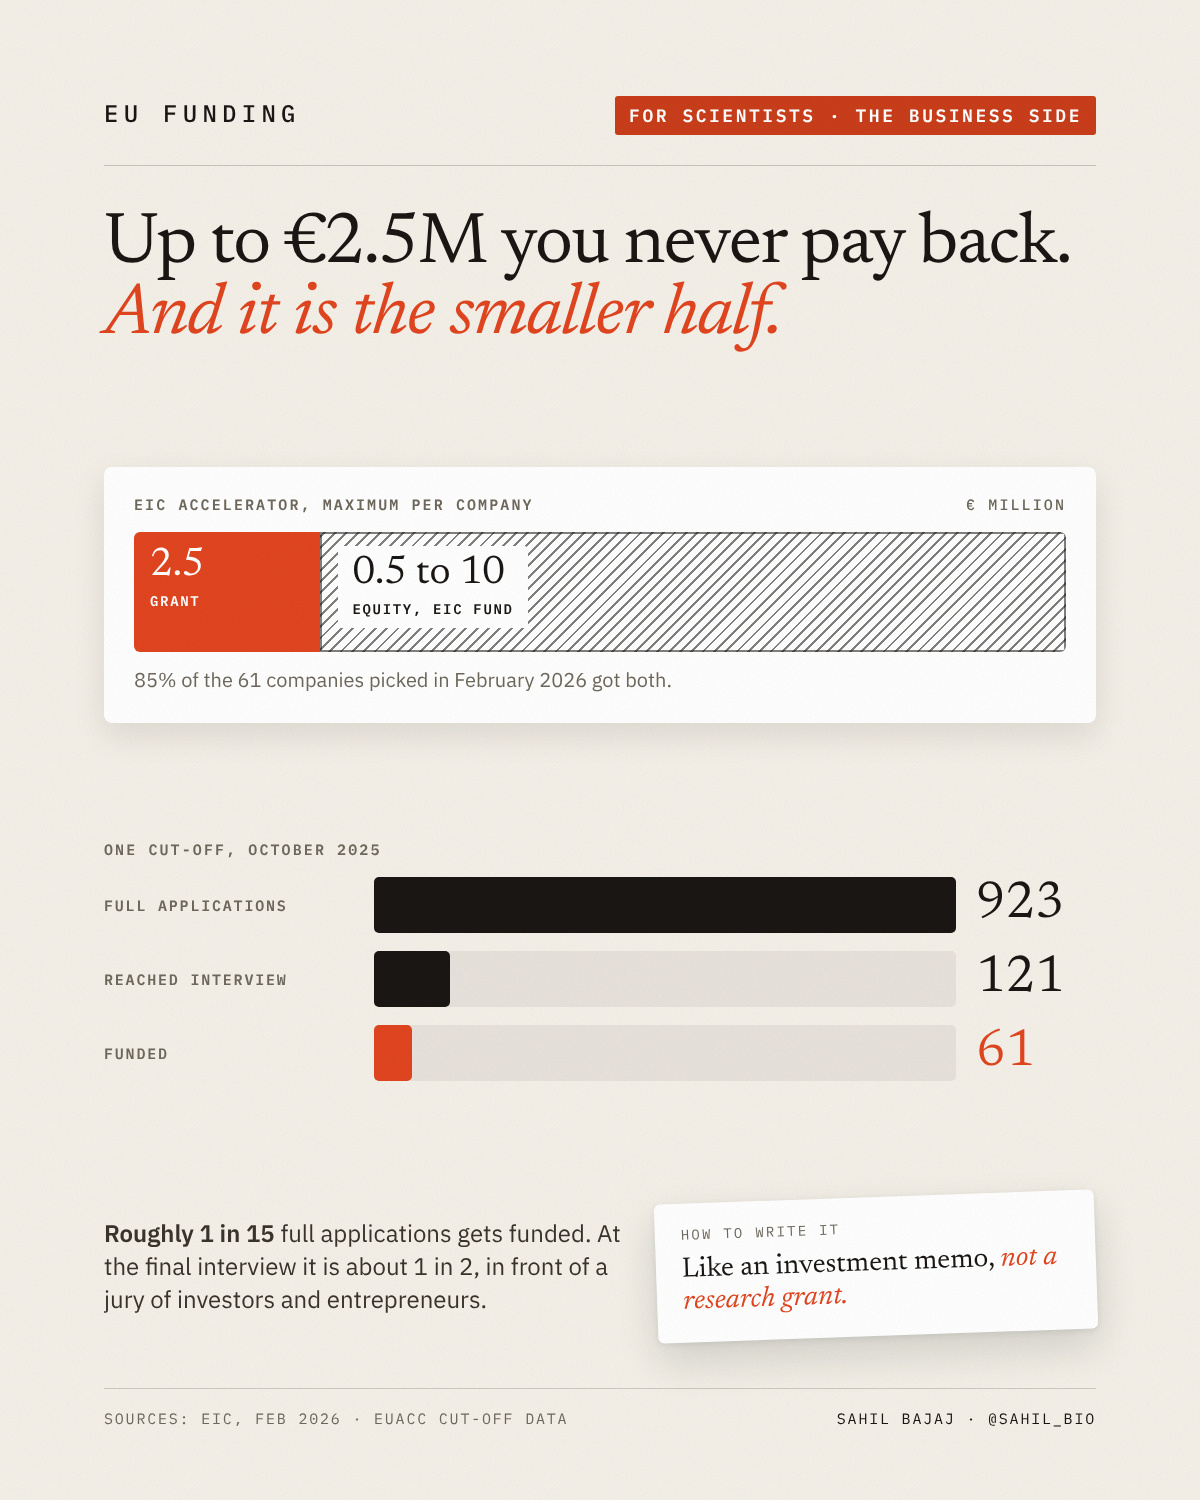 EU FUNDING
FOR SCIENTISTS · THE BUSINESS SIDE
Up to €2.5M you never pay back.
And it is the smaller half.
EIC ACCELERATOR, MAXIMUM PER COMPANY
€ MILLION
2.5
GRANT
0.5 to 10
EQUITY, EIC FUND
85% of the 61 companies picked in February 2026 got both.
ONE CUT-OFF, OCTOBER 2025
FULL APPLICATIONS
923
REACHED INTERVIEW
121
FUNDED
61
Roughly 1 in 15 full applications gets funded. At
the final interview it is about 1 in 2, in front of a
jury of investors and entrepreneurs.
HOW TO WRITE IT
Like an investment memo, not a
research grant.
SOURCES: EIC, FEB 2026 · EUACC CUT-OFF DATA
SAHIL BAJAJ · @SAHIL_BIO